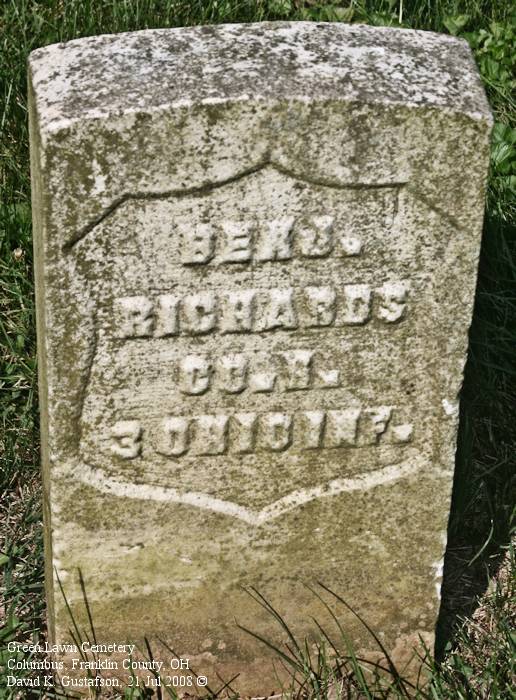 BENJ.
RICHARDS
CO. H.
3 OHIO INF.
Green Lawn Cemetery
Columbus, Franklin County, OH
David K. Gustafson, 21 Jul 2008 ©